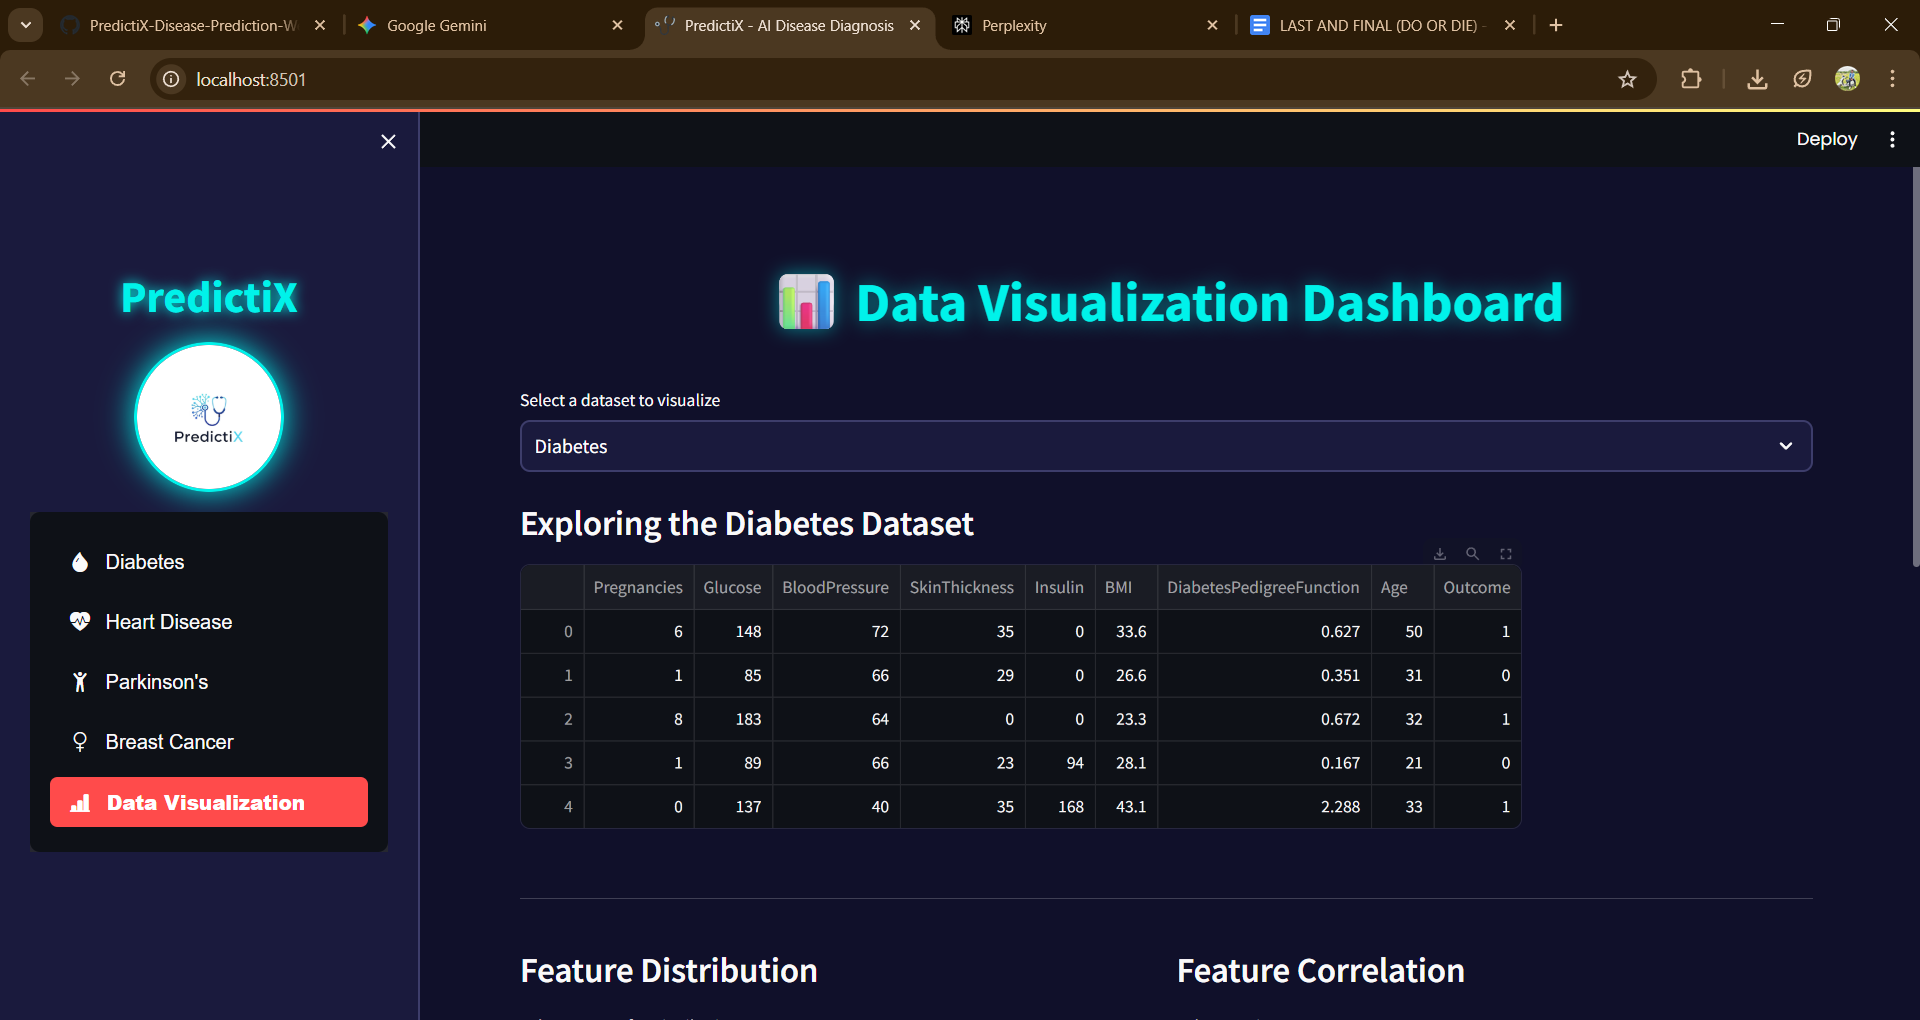 PredictiX-Disease-Prediction-W
Google Gemini
PredictiX - AI Disease Diagnosis
Perplexity
LAST AND FINAL (DO OR DIE) -
localhost:8501
Deploy
PredictiX
PredictiX
Diabetes
Heart Disease
Parkinson's
Breast Cancer
Data Visualization
Data Visualization Dashboard
Select a dataset to visualize
Diabetes
Exploring the Diabetes Dataset
Pregnancies Glucose BloodPressure SkinThickness Insulin BMI DiabetesPedigreeFunction Age Outcome
0 6 148 72 35 0 33.6 0.627 50 1
1 1 85 66 29 0 26.6 0.351 31 0
2 8 183 64 0 0 23.3 0.672 32 1
3 1 89 66 23 94 28.1 0.167 21 0
4 0 137 40 35 168 43.1 2.288 33 1
Feature Distribution
Feature Correlation